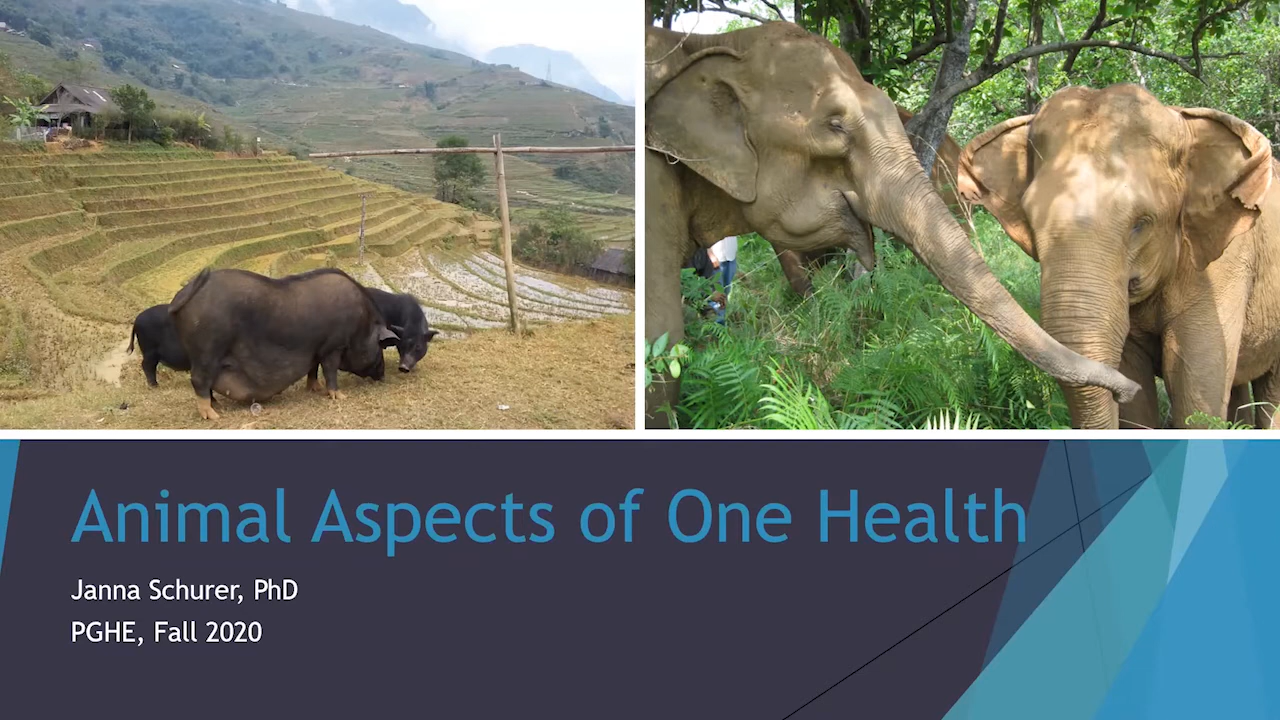 Animal Aspects of One Health
Janna Schurer, PhD
PGHE, Fall 2020